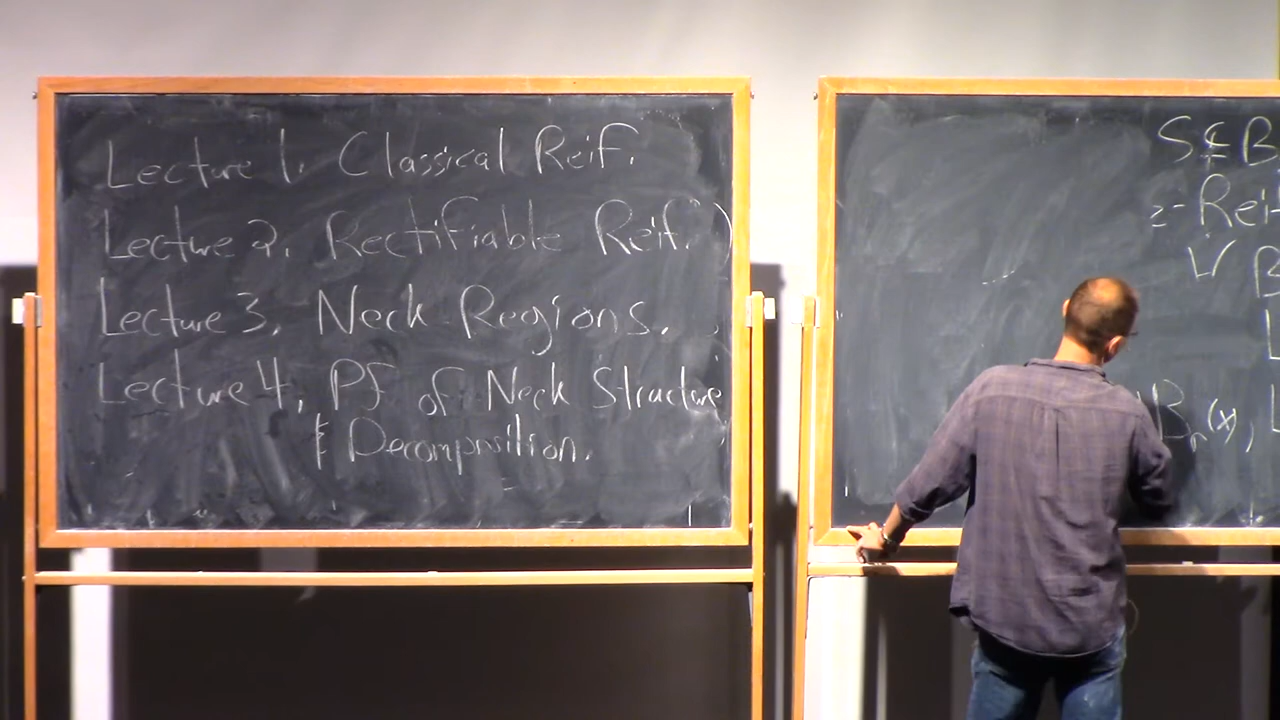 Lecture 1. Classical Reif.
Lecture 2. Rectifiable Reif.)
Lecture 3. Neck Regions.
Lecture 4. Pf of Neck Structure
& Decomposition.
S ⊊ B
Rei
B
B_r(x),